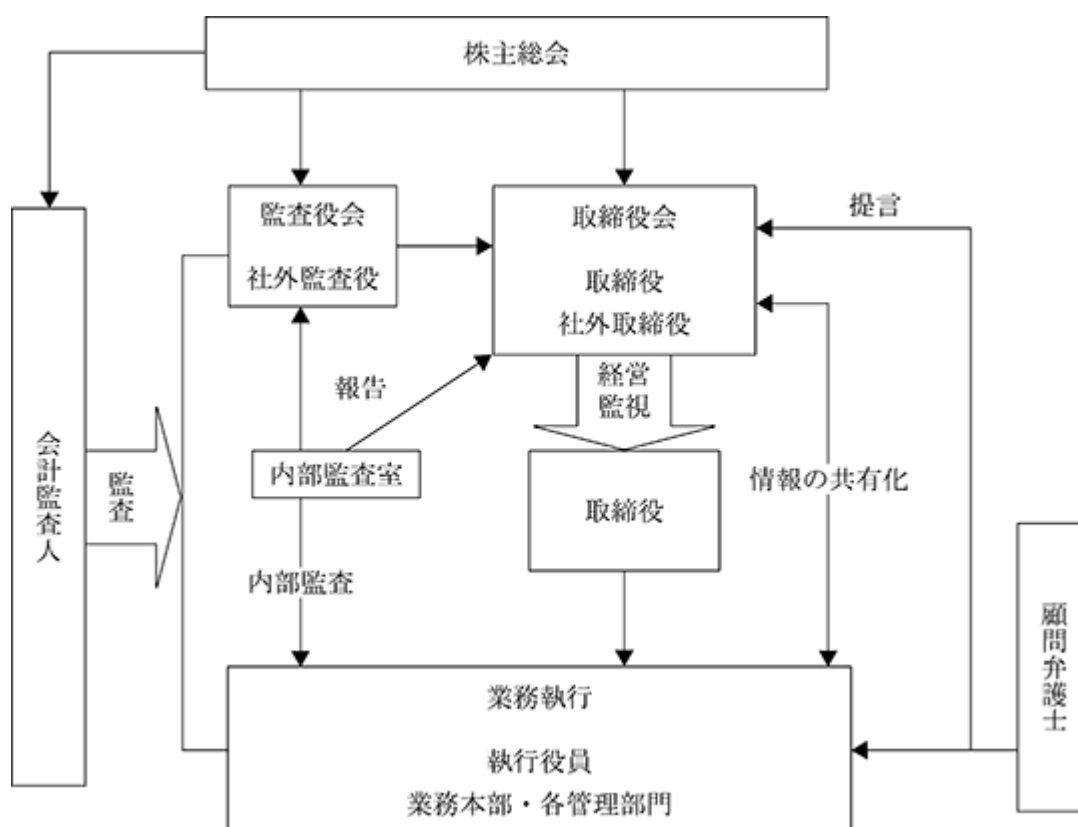 株主総会
監査役会
社外監査役
取締役会
取締役
社外取締役
提言
経営
監視
報告
会計監査人
監査
内部監査室
取締役
情報の共有化
内部監査
顧問弁護士
業務執行
執行役員
業務本部・各管理部門